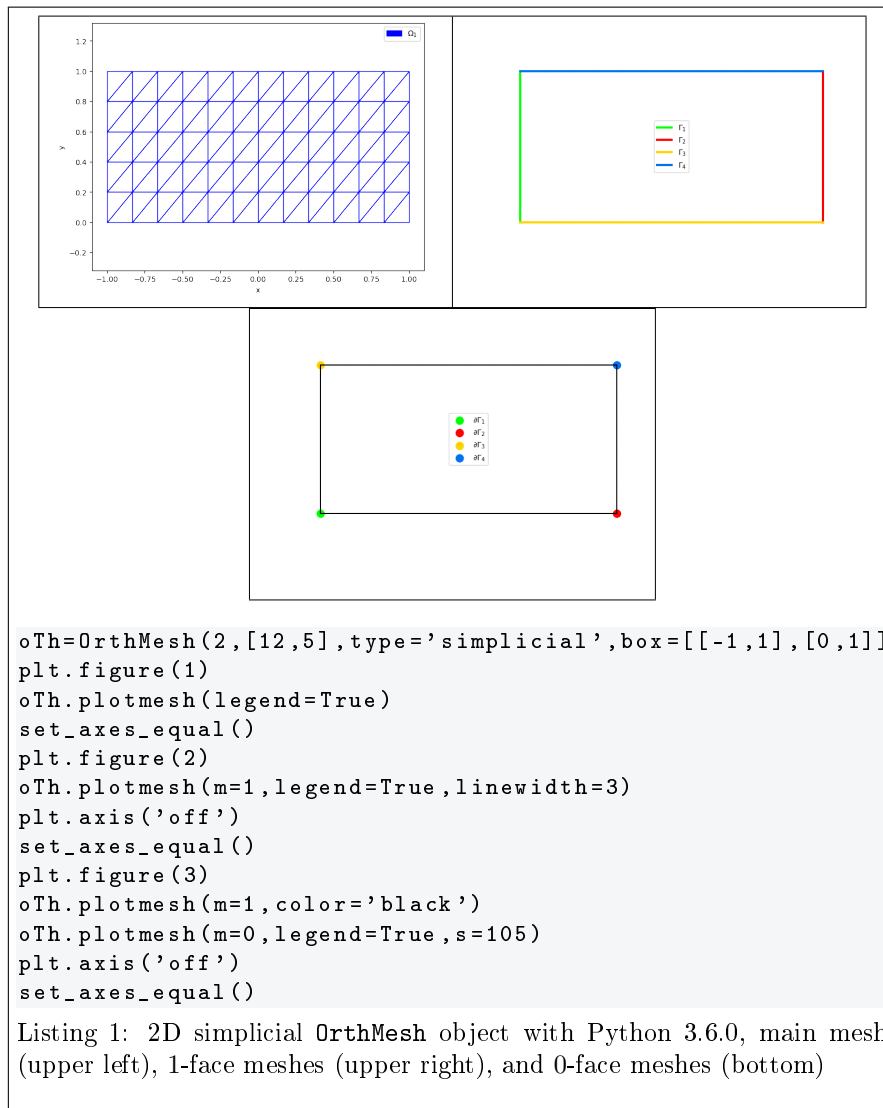 Ω₁
1.2
1.0
0.8
0.6
0.4
0.2
0.0
−0.2
y
−1.00 −0.75 −0.50 −0.25 0.00 0.25 0.50 0.75 1.00
x
Γ₁
Γ₂
Γ₃
Γ₄
∂Γ₁
∂Γ₂
∂Γ₃
∂Γ₄
oTh=OrthMesh(2,[12,5],type='simplicial',box=[[-1,1],[0,1]]
plt.figure(1)
oTh.plotmesh(legend=True)
set_axes_equal()
plt.figure(2)
oTh.plotmesh(m=1,legend=True,linewidth=3)
plt.axis('off')
set_axes_equal()
plt.figure(3)
oTh.plotmesh(m=1,color='black')
oTh.plotmesh(m=0,legend=True,s=105)
plt.axis('off')
set_axes_equal()
Listing 1: 2D simplicial OrthMesh object with Python 3.6.0, main mesh
(upper left), 1-face meshes (upper right), and 0-face meshes (bottom)